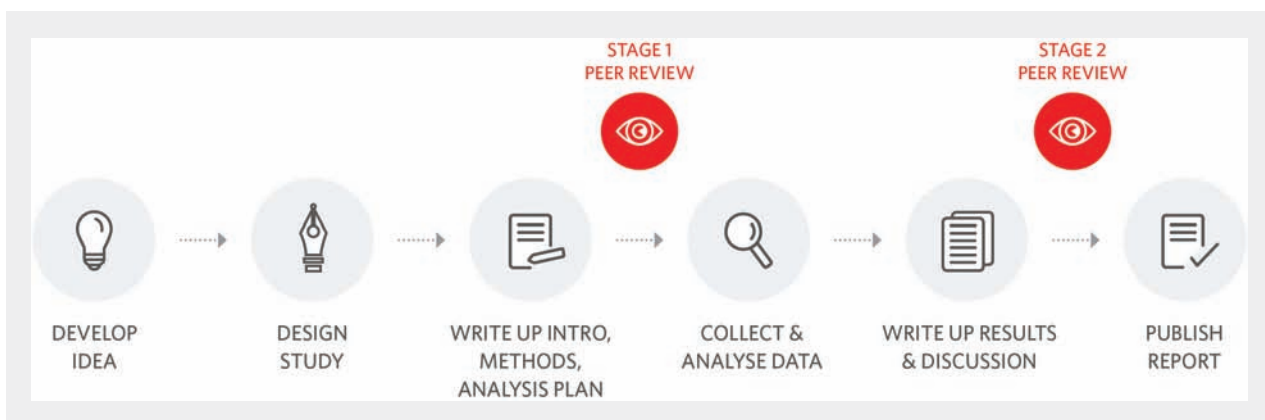 STAGE 1
PEER REVIEW
STAGE 2
PEER REVIEW
DEVELOP
IDEA
DESIGN
STUDY
WRITE UP INTRO,
METHODS,
ANALYSIS PLAN
COLLECT &
ANALYSE DATA
WRITE UP RESULTS
& DISCUSSION
PUBLISH
REPORT